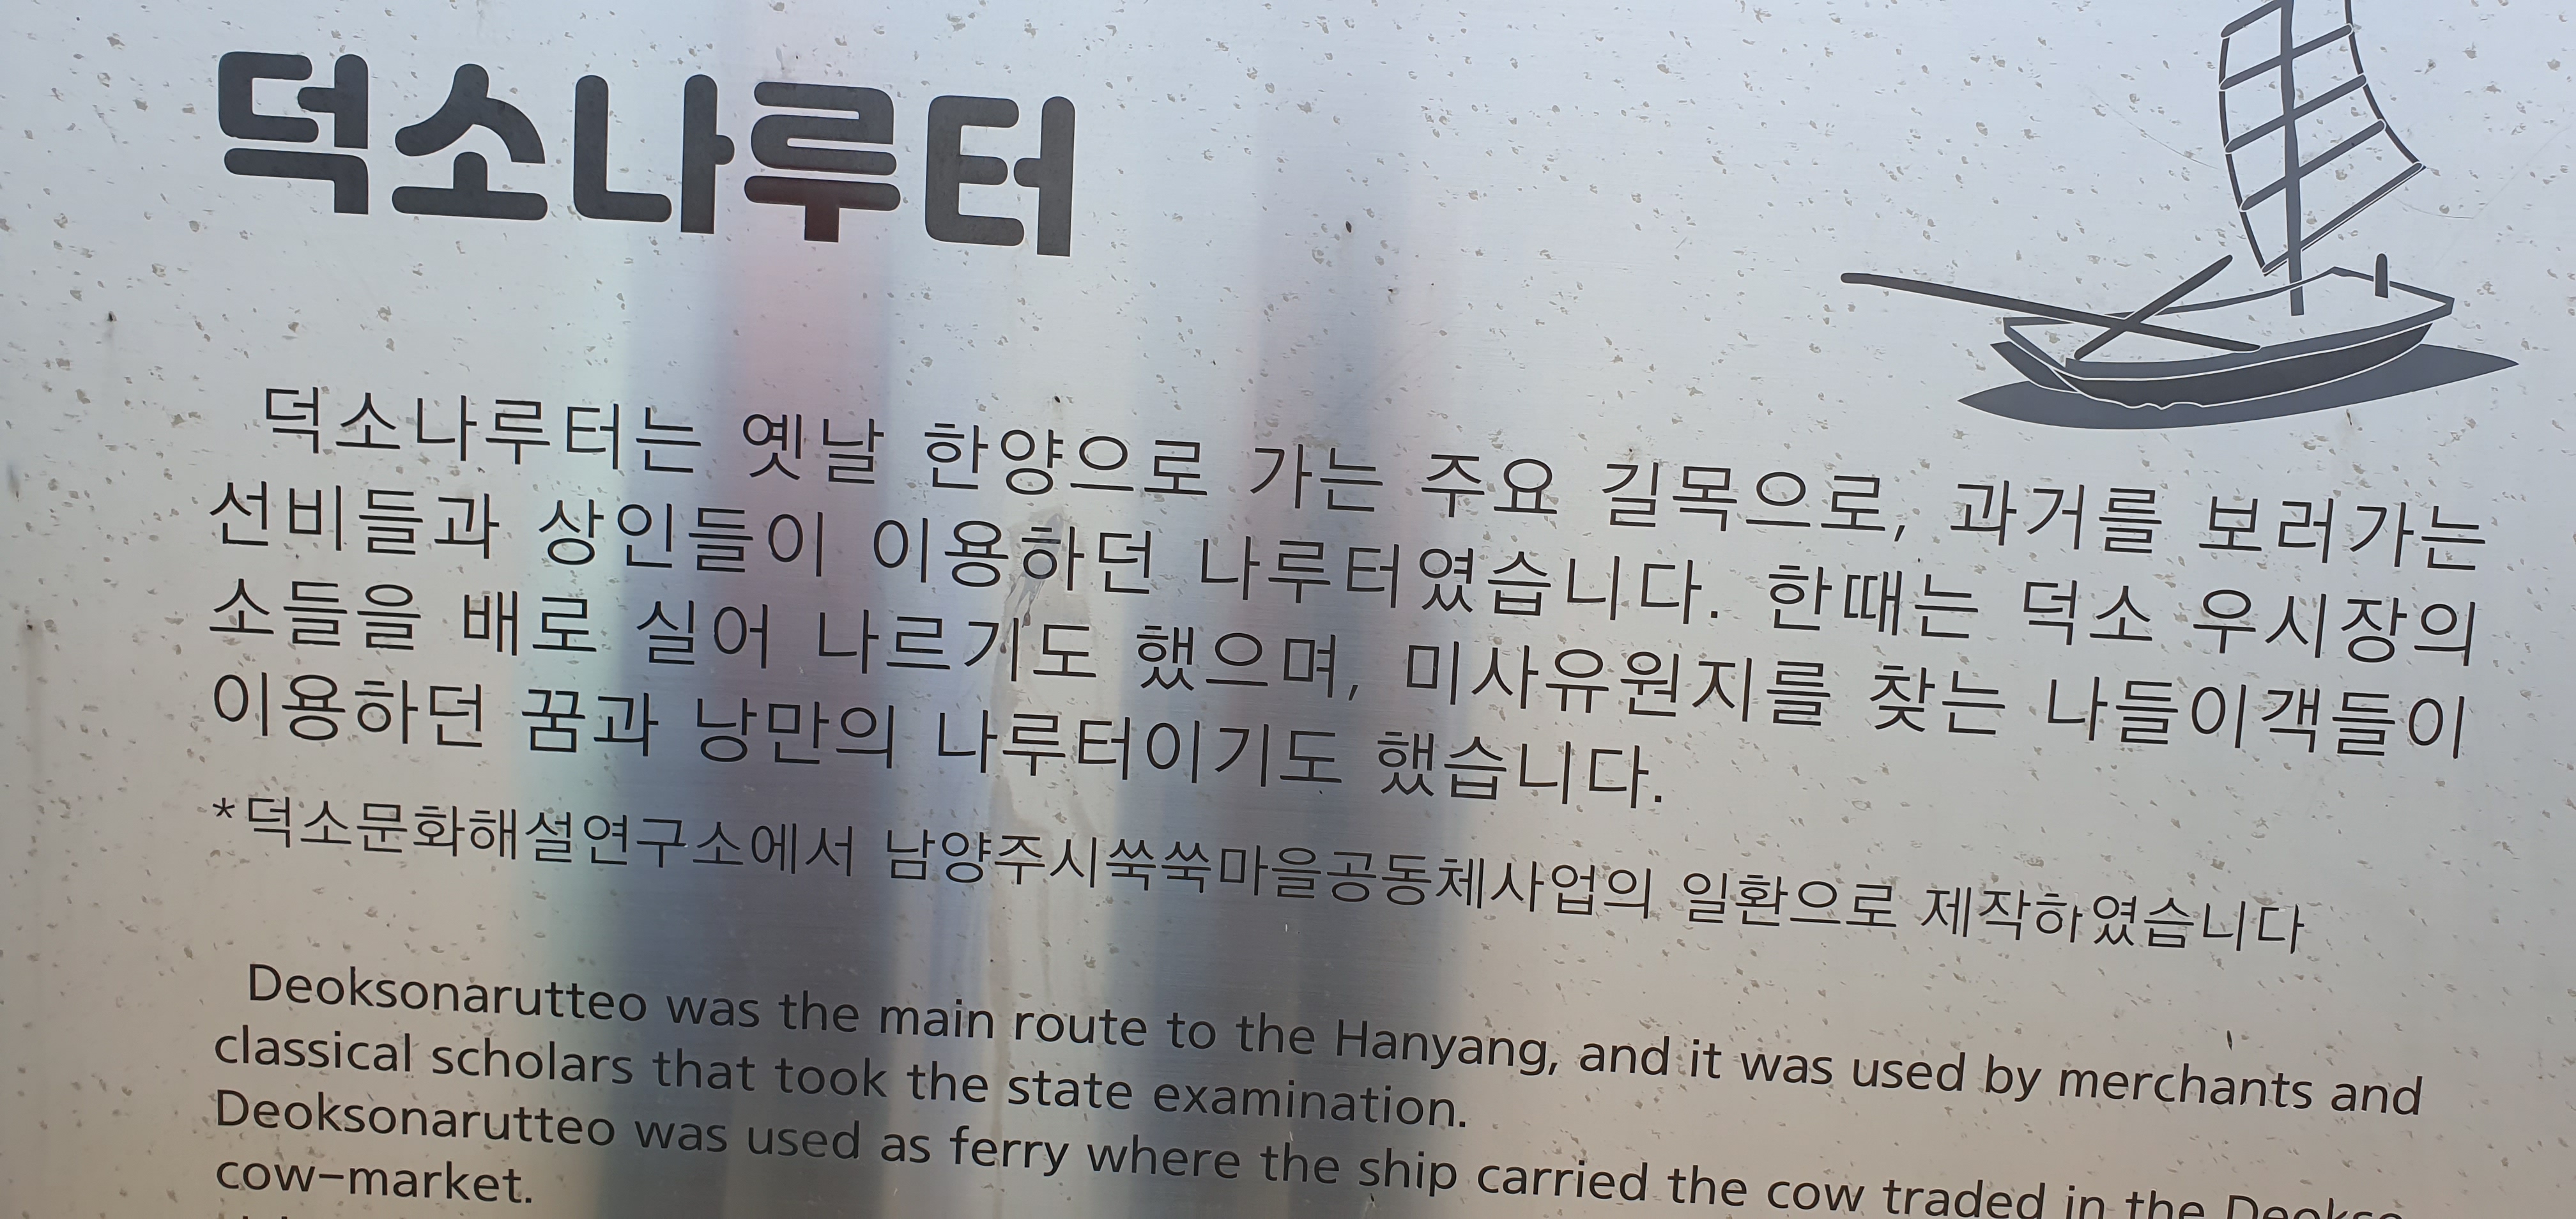 덕소나루터
덕소나루터는 옛날 한양으로 가는 주요 길목으로, 과거를 보러가는
선비들과 상인들이 이용하던 나루터였습니다. 한때는 덕소 우시장의
소들을 배로 실어 나르기도 했으며, 미사유원지를 찾는 나들이객들이
이용하던 꿈과 낭만의 나루터이기도 했습니다.
*덕소문화해설연구소에서 남양주시쑥쑥마을공동체사업의 일환으로 제작하였습니다
Deoksonarutteo was the main route to the Hanyang, and it was used by merchants and
classical scholars that took the state examination.
Deoksonarutteo was used as ferry where the ship carried the cow traded in the Deokso
cow-market.